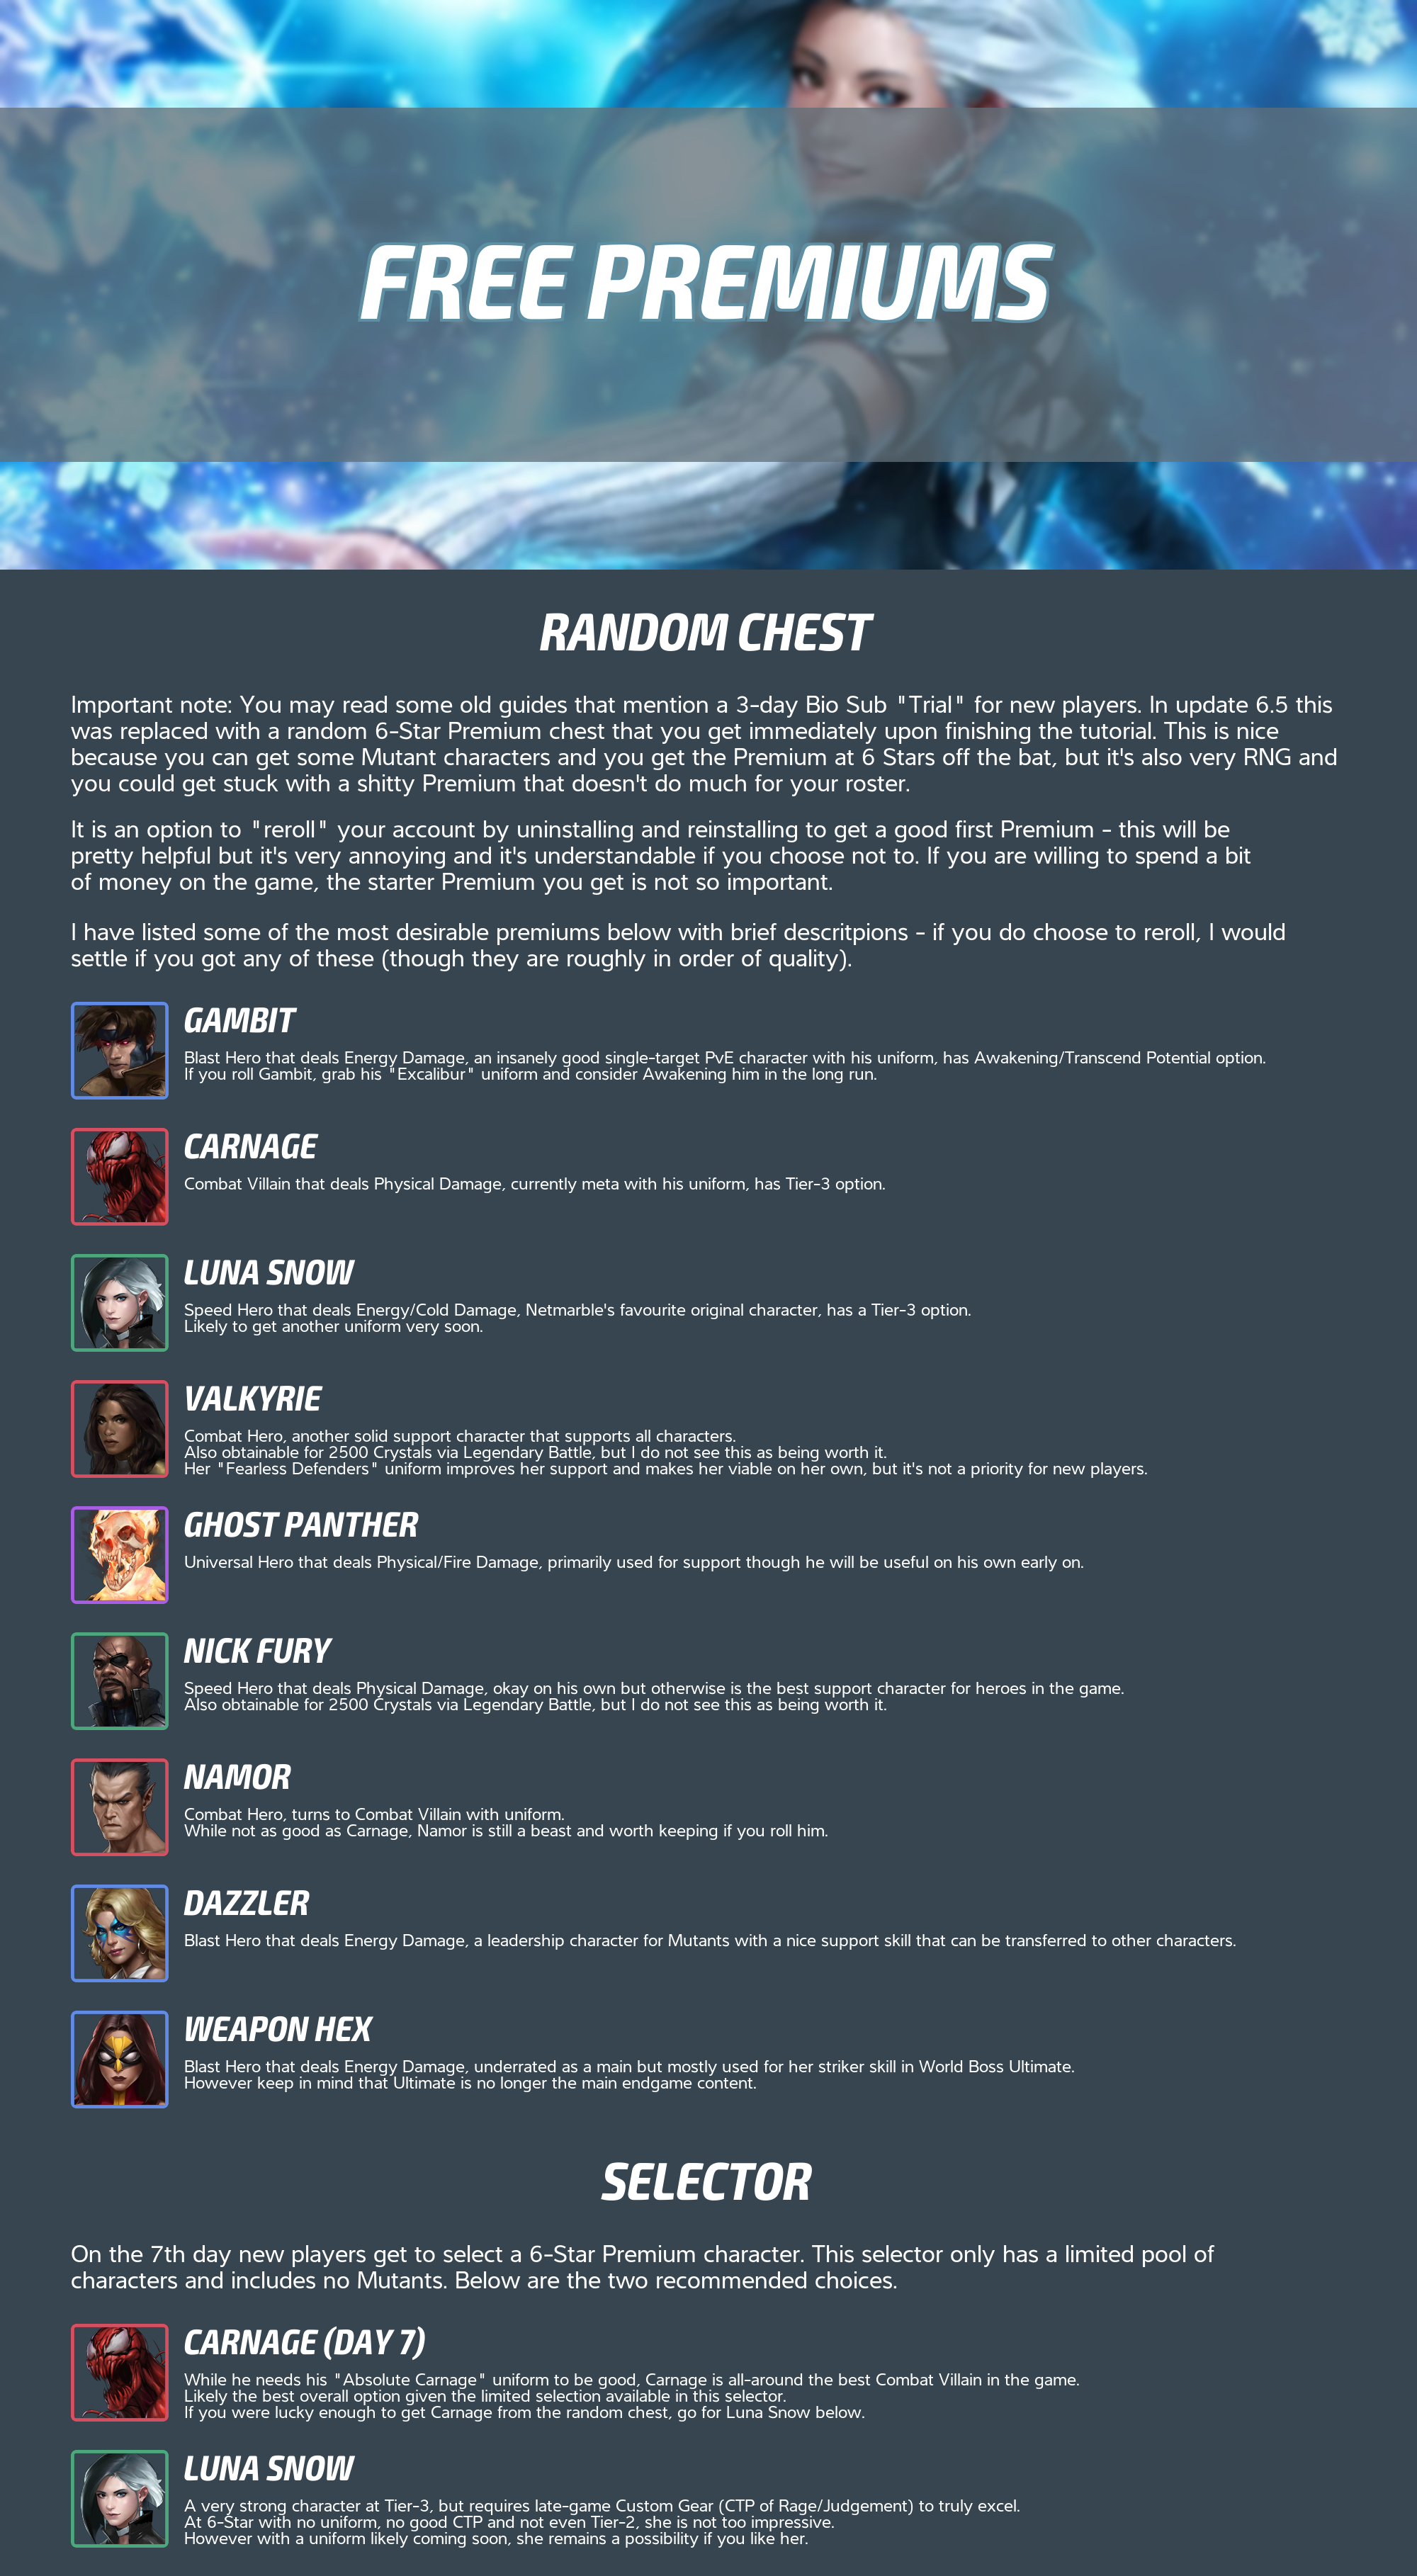 FREE PREMIUMS
RANDOM CHEST
Important note: You may read some old guides that mention a 3-day Bio Sub "Trial" for new players. In update 6.5 this
was replaced with a random 6-Star Premium chest that you get immediately upon finishing the tutorial. This is nice
because you can get some Mutant characters and you get the Premium at 6 Stars off the bat, but it's also very RNG and
you could get stuck with a shitty Premium that doesn't do much for your roster.
It is an option to "reroll" your account by uninstalling and reinstalling to get a good first Premium - this will be
pretty helpful but it's very annoying and it's understandable if you choose not to. If you are willing to spend a bit
of money on the game, the starter Premium you get is not so important.
I have listed some of the most desirable premiums below with brief descritpions - if you do choose to reroll, I would
settle if you got any of these (though they are roughly in order of quality).
GAMBIT
Blast Hero that deals Energy Damage, an insanely good single-target PvE character with his uniform, has Awakening/Transcend Potential option.
If you roll Gambit, grab his "Excalibur" uniform and consider Awakening him in the long run.
CARNAGE
Combat Villain that deals Physical Damage, currently meta with his uniform, has Tier-3 option.
LUNA SNOW
Speed Hero that deals Energy/Cold Damage, Netmarble's favourite original character, has a Tier-3 option.
Likely to get another uniform very soon.
VALKYRIE
Combat Hero, another solid support character that supports all characters.
Also obtainable for 2500 Crystals via Legendary Battle, but I do not see this as being worth it.
Her "Fearless Defenders" uniform improves her support and makes her viable on her own, but it's not a priority for new players.
GHOST PANTHER
Universal Hero that deals Physical/Fire Damage, primarily used for support though he will be useful on his own early on.
NICK FURY
Speed Hero that deals Physical Damage, okay on his own but otherwise is the best support character for heroes in the game.
Also obtainable for 2500 Crystals via Legendary Battle, but I do not see this as being worth it.
NAMOR
Combat Hero, turns to Combat Villain with uniform.
While not as good as Carnage, Namor is still a beast and worth keeping if you roll him.
DAZZLER
Blast Hero that deals Energy Damage, a leadership character for Mutants with a nice support skill that can be transferred to other characters.
WEAPON HEX
Blast Hero that deals Energy Damage, underrated as a main but mostly used for her striker skill in World Boss Ultimate.
However keep in mind that Ultimate is no longer the main endgame content.
SELECTOR
On the 7th day new players get to select a 6-Star Premium character. This selector only has a limited pool of
characters and includes no Mutants. Below are the two recommended choices.
CARNAGE (DAY 7)
While he needs his "Absolute Carnage" uniform to be good, Carnage is all-around the best Combat Villain in the game.
Likely the best overall option given the limited selection available in this selector.
If you were lucky enough to get Carnage from the random chest, go for Luna Snow below.
LUNA SNOW
A very strong character at Tier-3, but requires late-game Custom Gear (CTP of Rage/Judgement) to truly excel.
At 6-Star with no uniform, no good CTP and not even Tier-2, she is not too impressive.
However with a uniform likely coming soon, she remains a possibility if you like her.